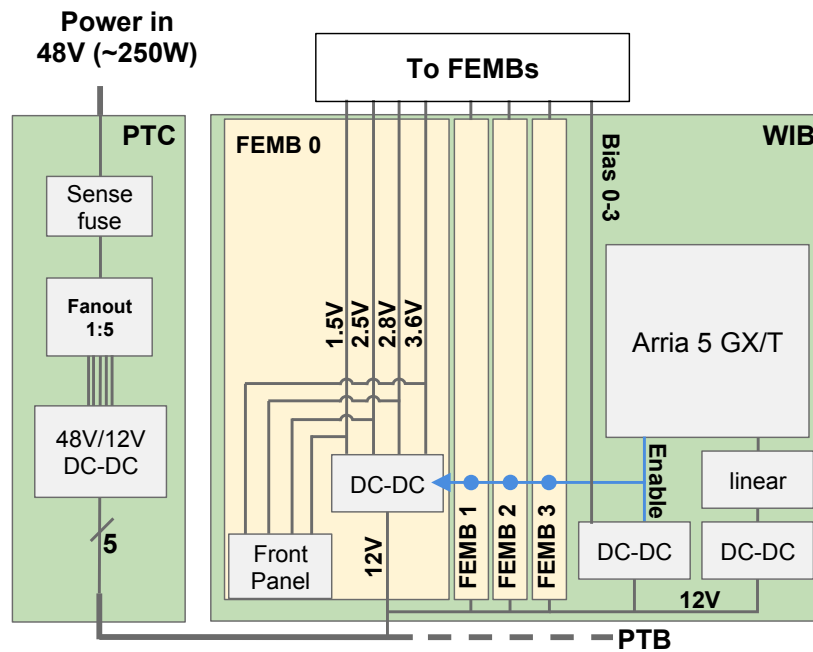 Power in
48V (~250W)
To FEMBs
PTC
Sense
fuse
Fanout
1:5
48V/12V
DC-DC
5
FEMB 0
WIB
Bias 0-3
1.5V
2.5V
2.8V
3.6V
Arria 5 GX/T
Enable
linear
DC-DC
FEMB 1
FEMB 2
FEMB 3
DC-DC
DC-DC
Front
Panel
12V
12V
PTB